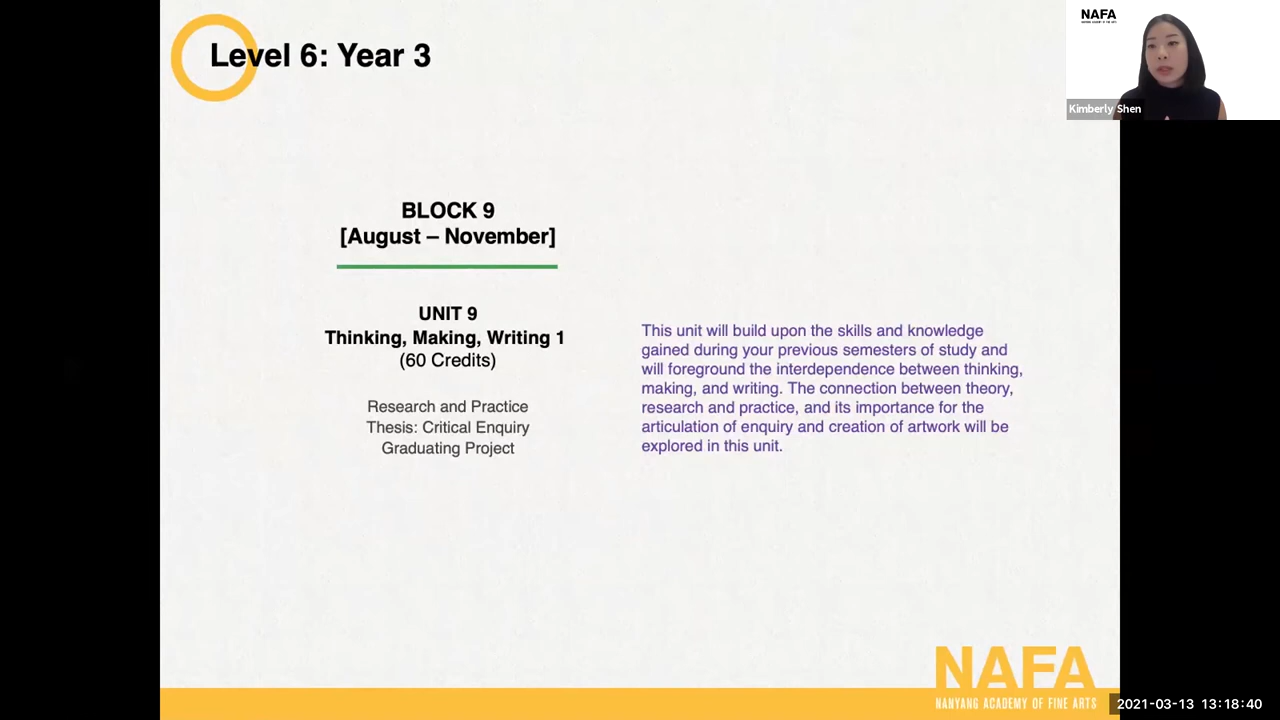 Level 6: Year 3
NAFA
Kimberly Shen
BLOCK 9
[August – November]
UNIT 9
Thinking, Making, Writing 1
(60 Credits)
Research and Practice
Thesis: Critical Enquiry
Graduating Project
This unit will build upon the skills and knowledge
gained during your previous semesters of study and
will foreground the interdependence between thinking,
making, and writing. The connection between theory,
research and practice, and its importance for the
articulation of enquiry and creation of artwork will be
explored in this unit.
NAFA
NANYANG ACADEMY OF FINE ARTS
2021-03-13 13:18:40